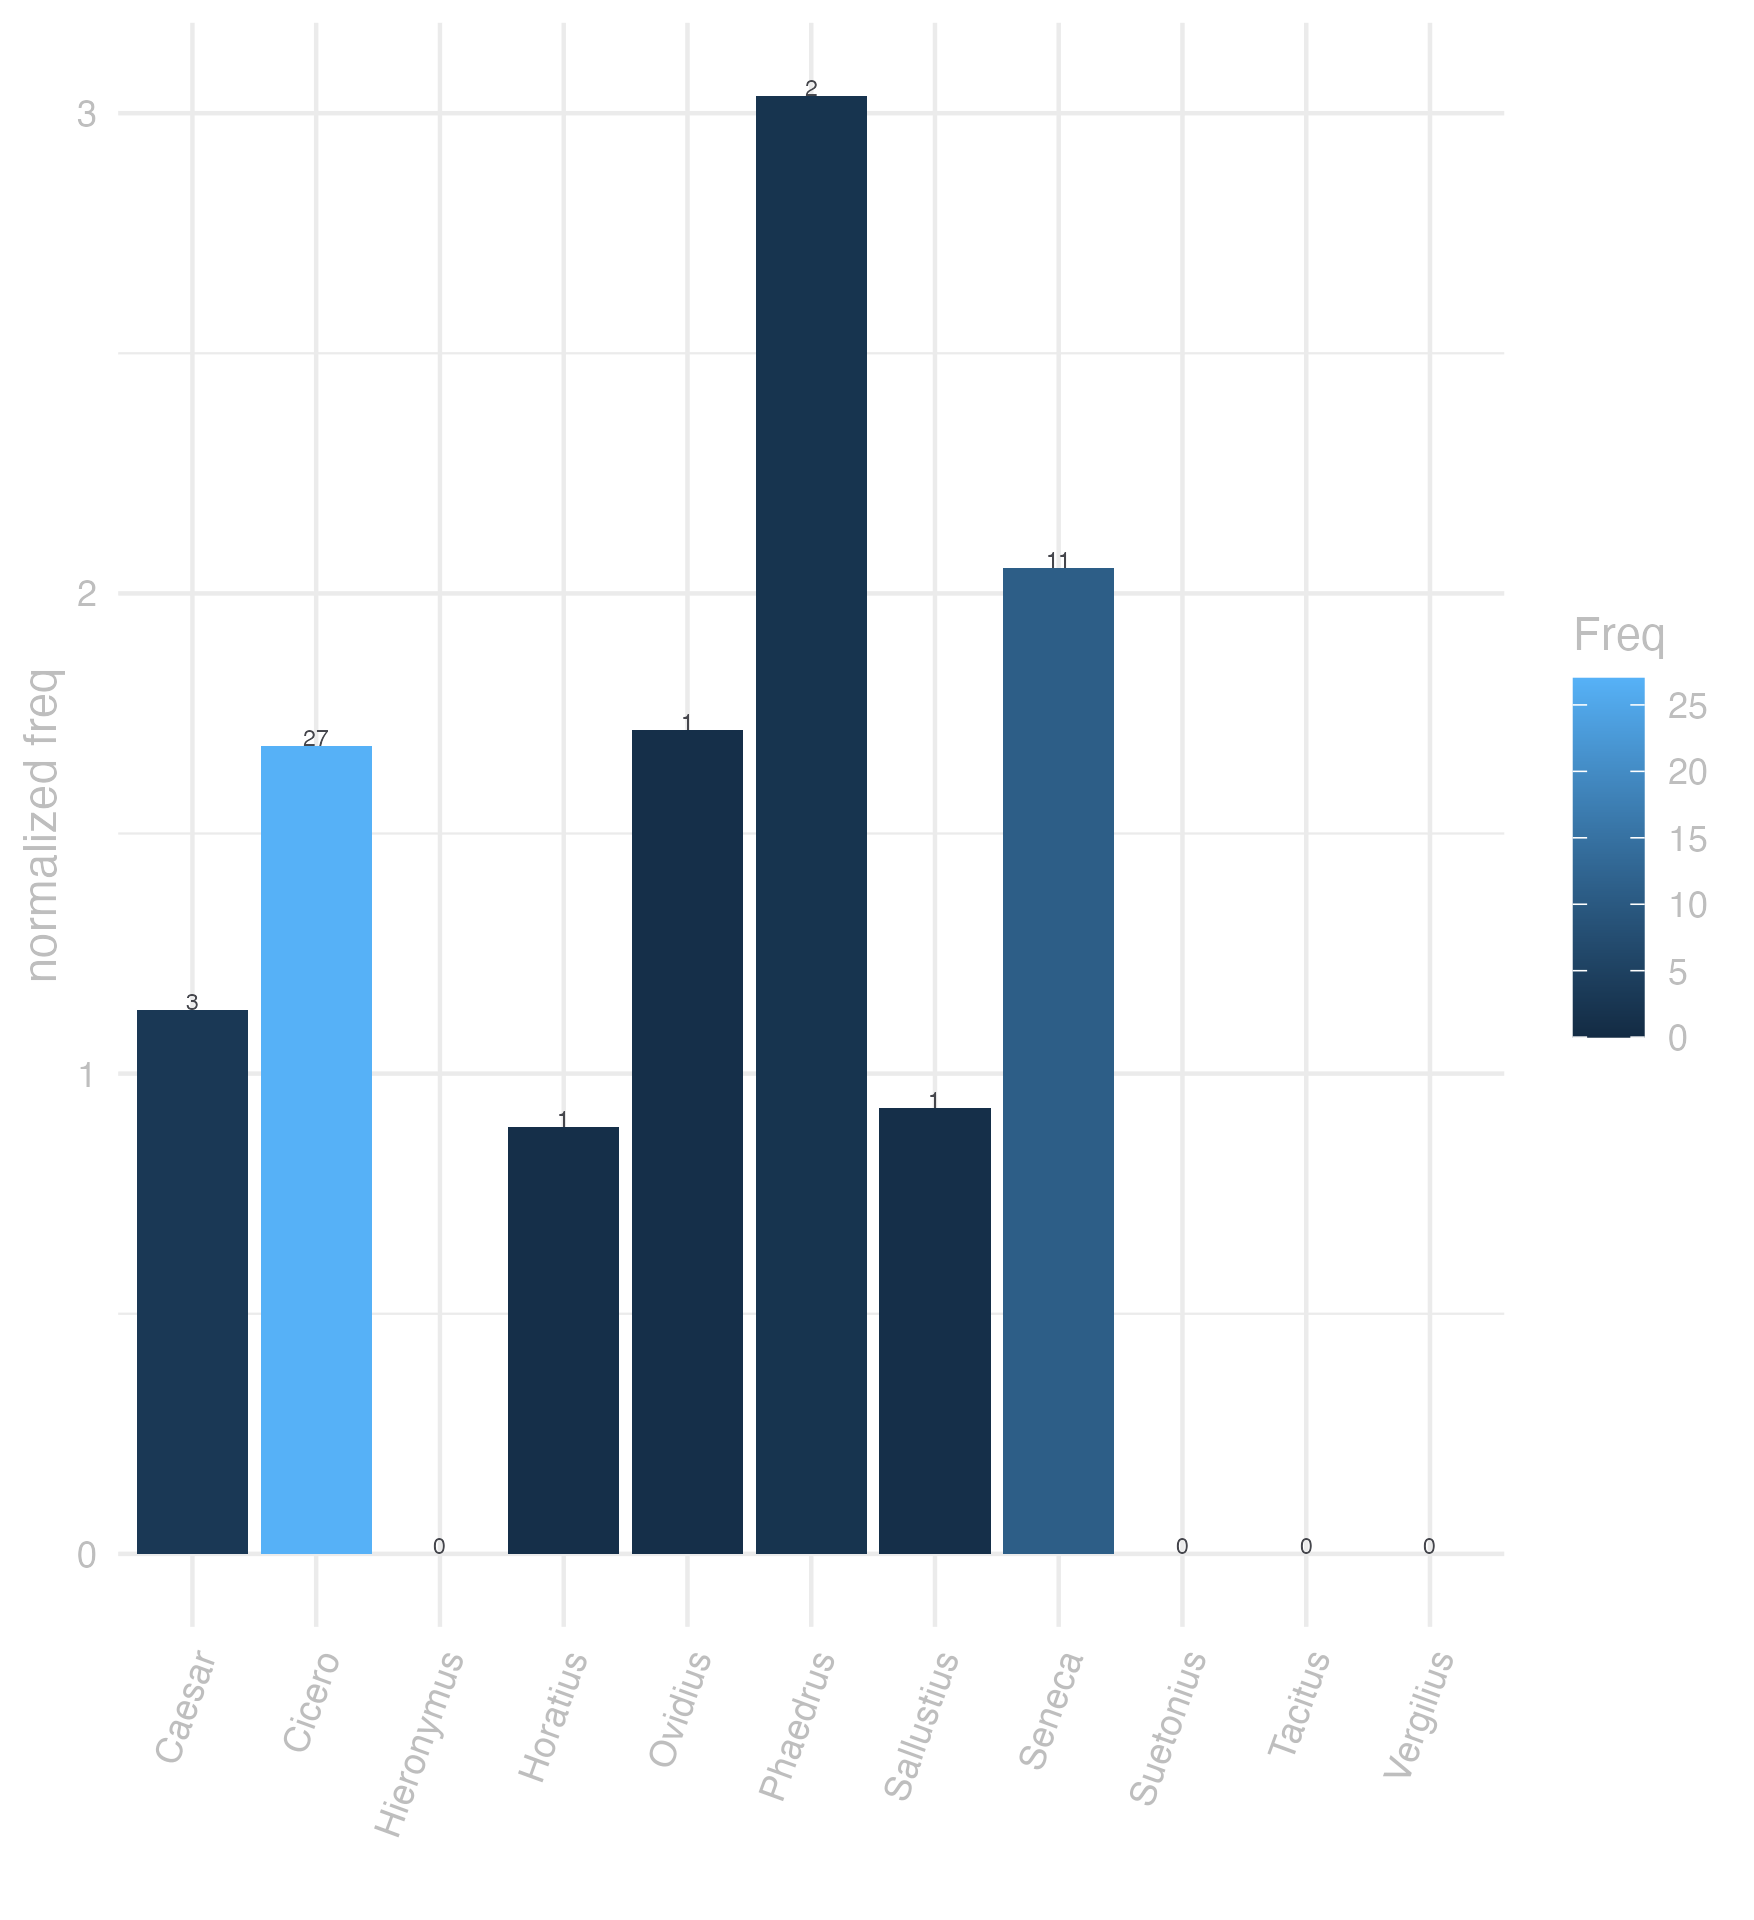 normalized freq
3
2
1
0
3
27
0
1
1
2
1
11
0
0
0
Caesar
Cicero
Hieronymus
Horatius
Ovidius
Phaedrus
Sallustius
Seneca
Suetonius
Tacitus
Vergilius
Freq
25
20
15
10
5
0